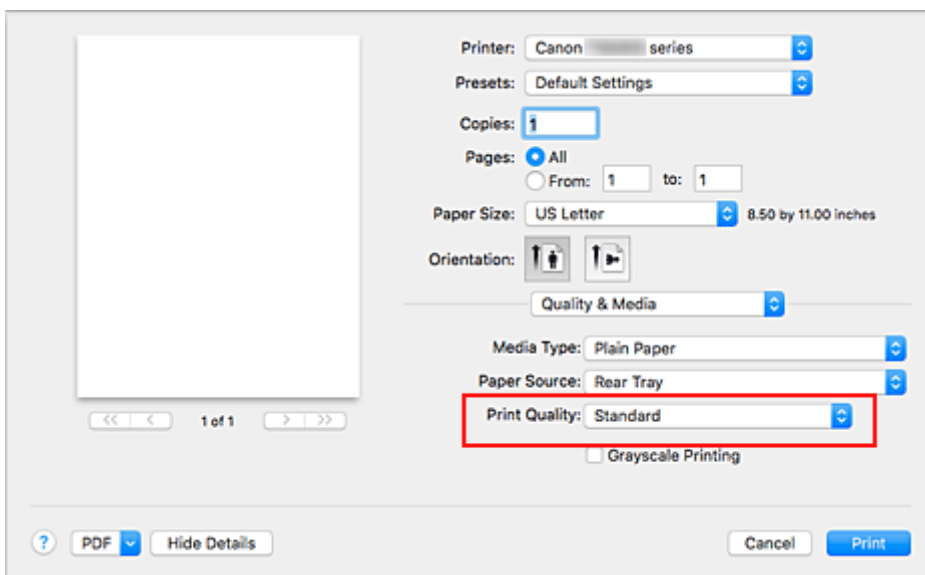 Printer: Canon series
Presets: Default Settings
Copies: 1
Pages: All
From: 1 to: 1
Paper Size: US Letter 8.50 by 11.00 inches
Orientation:
Quality & Media
Media Type: Plain Paper
Paper Source: Rear Tray
Print Quality: Standard
Grayscale Printing
<< < 1 of 1 > >>
? PDF Hide Details Cancel Print